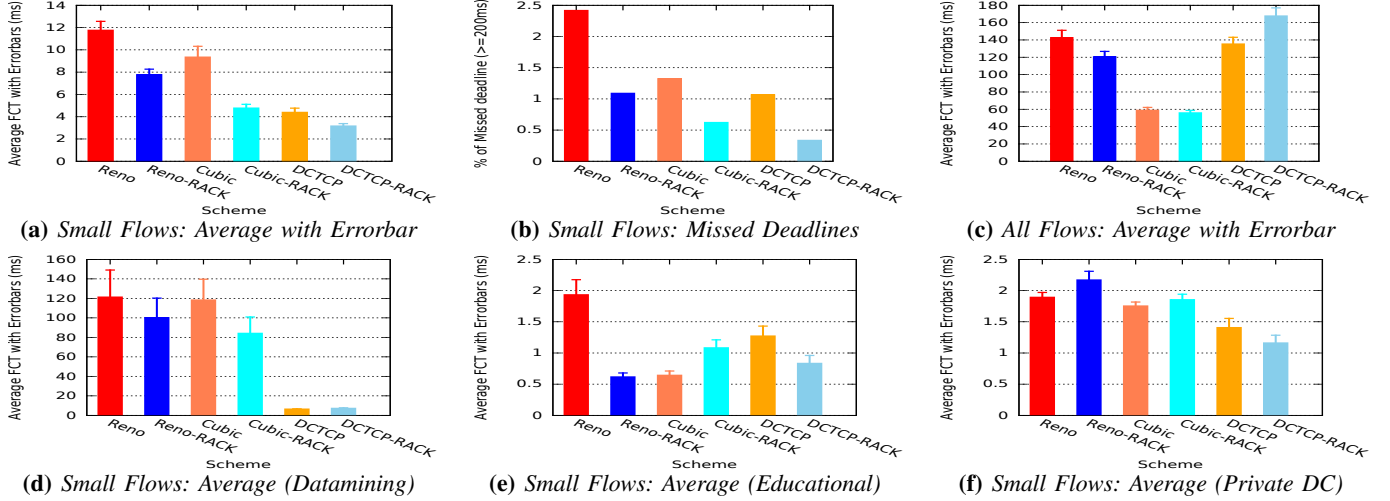 Average FCT with Errorbars (ms)
14
12
10
8
6
4
2
0
Reno
Reno-RACK
Cubic
Cubic-RACK
DCTCP
DCTCP-RACK
Scheme
(a) Small Flows: Average with Errorbar
% of Missed deadline (>=200ms)
2.5
2
1.5
1
0.5
0
Reno
Reno-RACK
Cubic
Cubic-RACK
DCTCP
DCTCP-RACK
Scheme
(b) Small Flows: Missed Deadlines
Average FCT with Errorbars (ms)
180
160
140
120
100
80
60
40
20
0
Reno
Reno-RACK
Cubic
Cubic-RACK
DCTCP
DCTCP-RACK
Scheme
(c) All Flows: Average with Errorbar
Average FCT with Errorbars (ms)
160
140
120
100
80
60
40
20
0
Reno
Reno-RACK
Cubic
Cubic-RACK
DCTCP
DCTCP-RACK
Scheme
(d) Small Flows: Average (Datamining)
Average FCT with Errorbars (ms)
2.5
2
1.5
1
0.5
0
Reno
Reno-RACK
Cubic
Cubic-RACK
DCTCP
DCTCP-RACK
Scheme
(e) Small Flows: Average (Educational)
Average FCT with Errorbars (ms)
2.5
2
1.5
1
0.5
0
Reno
Reno-RACK
Cubic
Cubic-RACK
DCTCP
DCTCP-RACK
Scheme
(f) Small Flows: Average (Private DC)